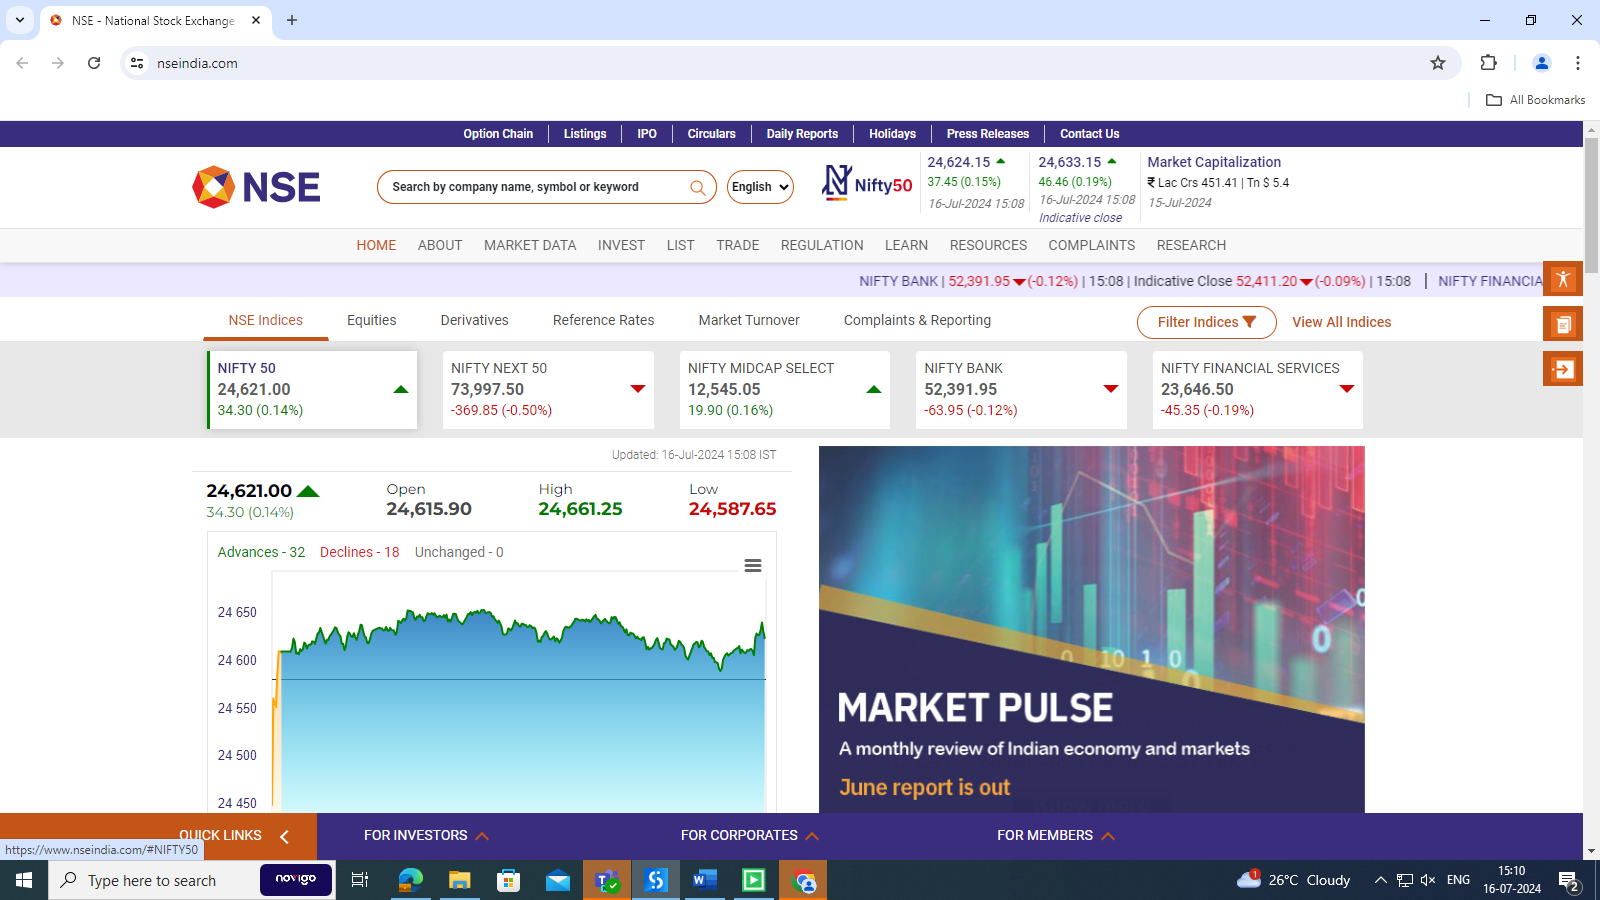 NSE - National Stock Exchange
nseindia.com
All Bookmarks
Option Chain | Listings | IPO | Circulars | Daily Reports | Holidays | Press Releases | Contact Us
NSE
Search by company name, symbol or keyword
English
Nifty50
24,624.15
37.45 (0.15%)
16-Jul-2024 15:08
24,633.15
46.46 (0.19%)
16-Jul-2024 15:08
Indicative close
Market Capitalization
₹ Lac Crs 451.41 | Tn $ 5.4
15-Jul-2024
HOME ABOUT MARKET DATA INVEST LIST TRADE REGULATION LEARN RESOURCES COMPLAINTS RESEARCH
NIFTY BANK | 52,391.95 (-0.12%) | 15:08 | Indicative Close 52,411.20 (-0.09%) | 15:08 | NIFTY FINANCIA
NSE Indices Equities Derivatives Reference Rates Market Turnover Complaints & Reporting
Filter Indices View All Indices
NIFTY 50
24,621.00
34.30 (0.14%)
NIFTY NEXT 50
73,997.50
-369.85 (-0.50%)
NIFTY MIDCAP SELECT
12,545.05
19.90 (0.16%)
NIFTY BANK
52,391.95
-63.95 (-0.12%)
NIFTY FINANCIAL SERVICES
23,646.50
-45.35 (-0.19%)
Updated: 16-Jul-2024 15:08 IST
24,621.00
34.30 (0.14%)
Open
24,615.90
High
24,661.25
Low
24,587.65
Advances - 32 Declines - 18 Unchanged - 0
24 650
24 600
24 550
24 500
24 450
0 10 1 0
0
MARKET PULSE
A monthly review of Indian economy and markets
June report is out
QUICK LINKS
FOR INVESTORS
FOR CORPORATES
FOR MEMBERS
https://www.nseindia.com/#NIFTY50
Type here to search
novigo
1
26°C Cloudy
ENG
15:10
16-07-2024
2